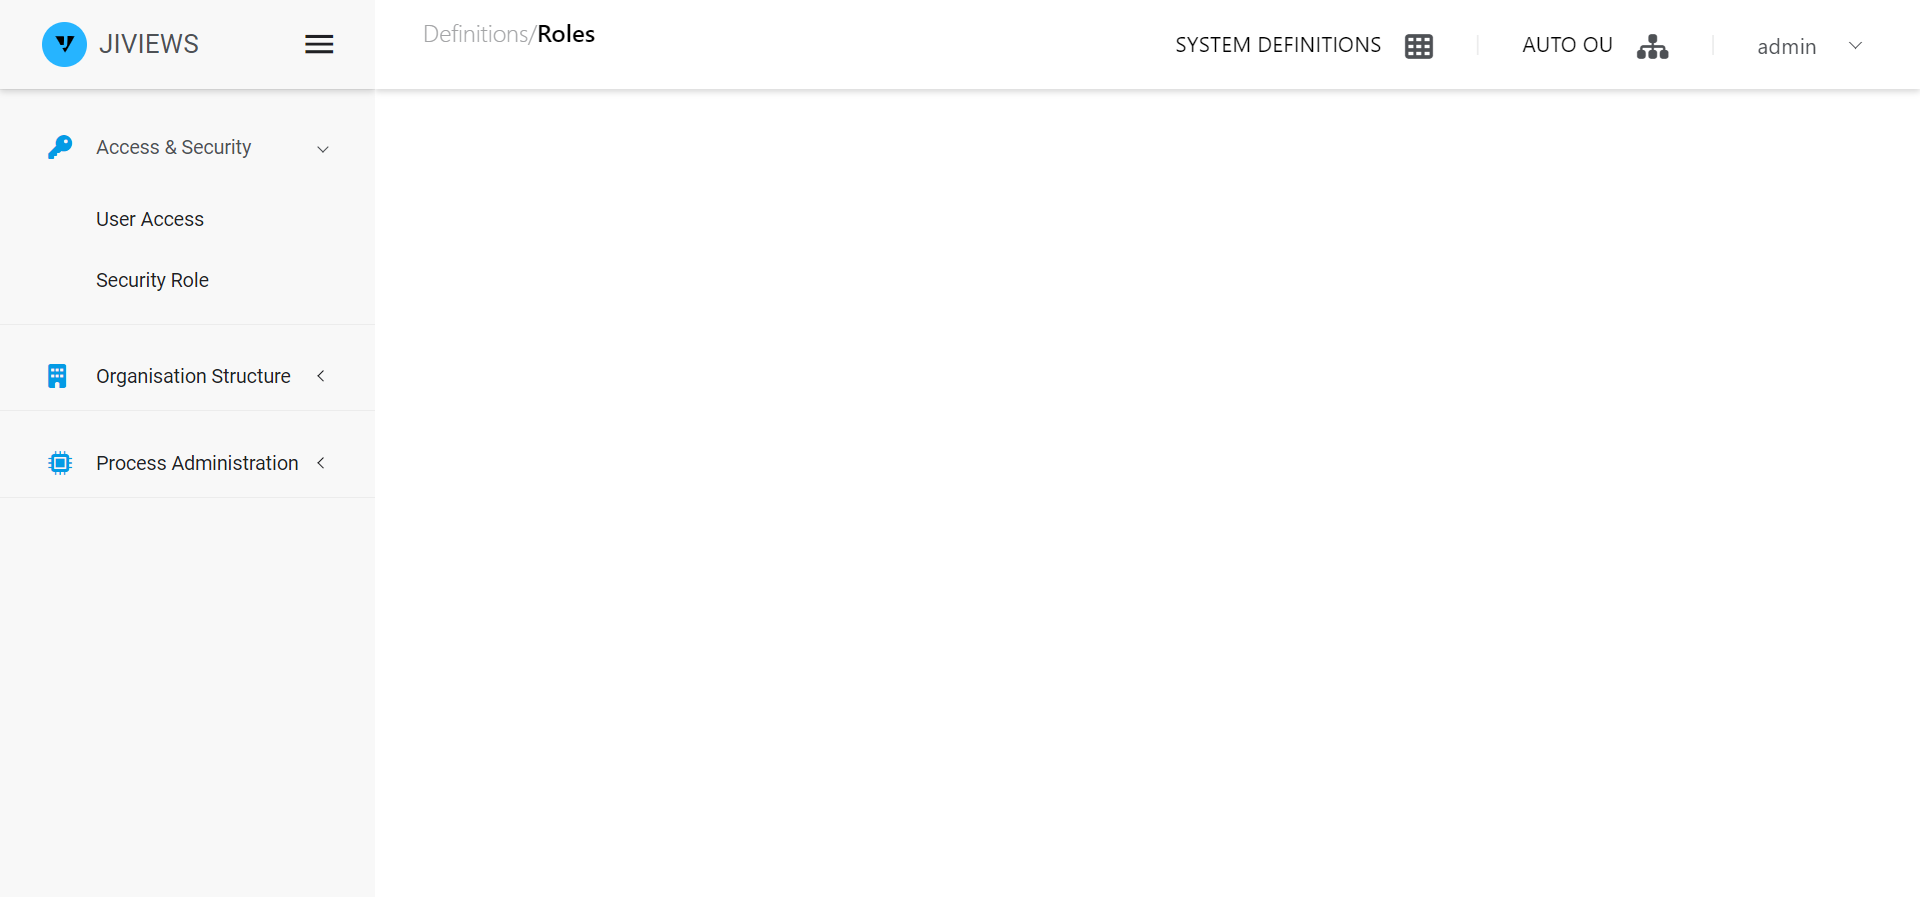 JIVIEWS
Definitions/Roles
SYSTEM DEFINITIONS
AUTO OU
admin
Access & Security
User Access
Security Role
Organisation Structure
Process Administration